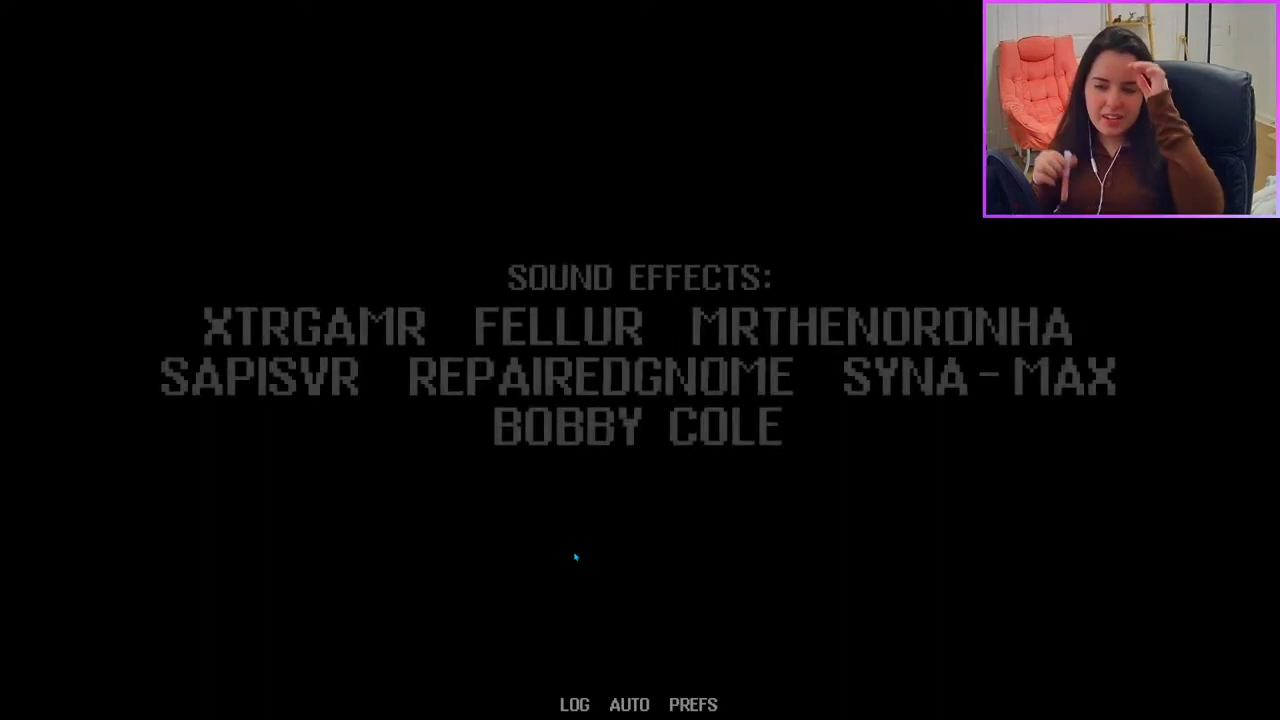 SOUND EFFECTS:
XTRGAMR FELLUR MRTHENORONHA
SAPISVR REPAIREDGNOME SYNA-MAX
BOBBY COLE
LOG AUTO PREFS